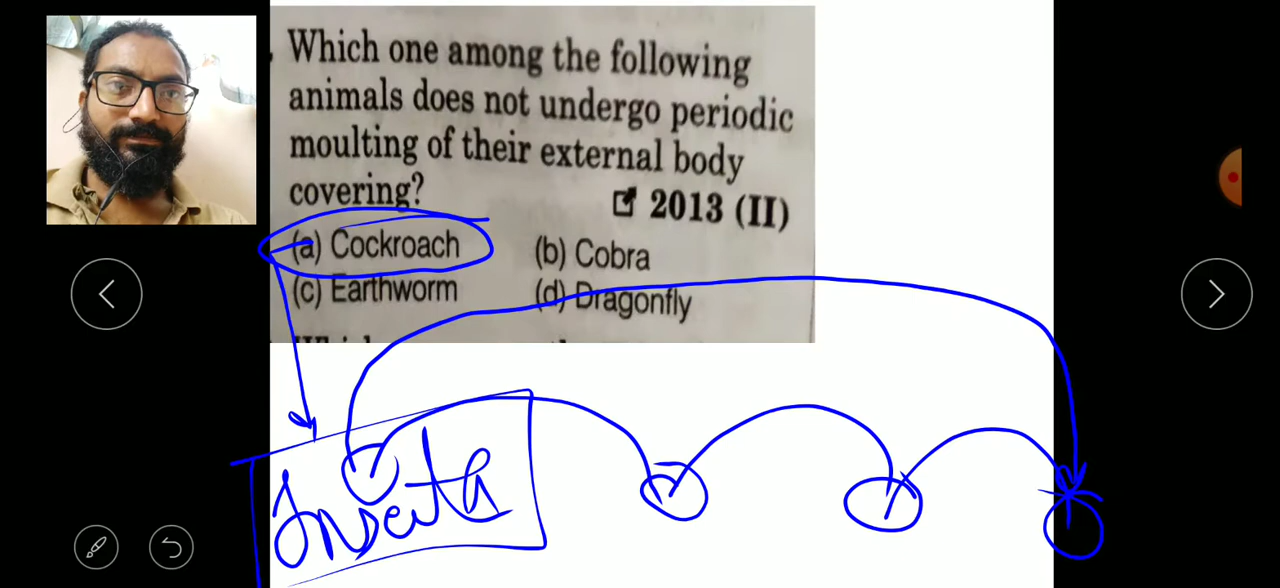 Which one among the following
animals does not undergo periodic
moulting of their external body
covering?
2013 (II)
(a) Cockroach (b) Cobra
(c) Earthworm (d) Dragonfly
Insecta